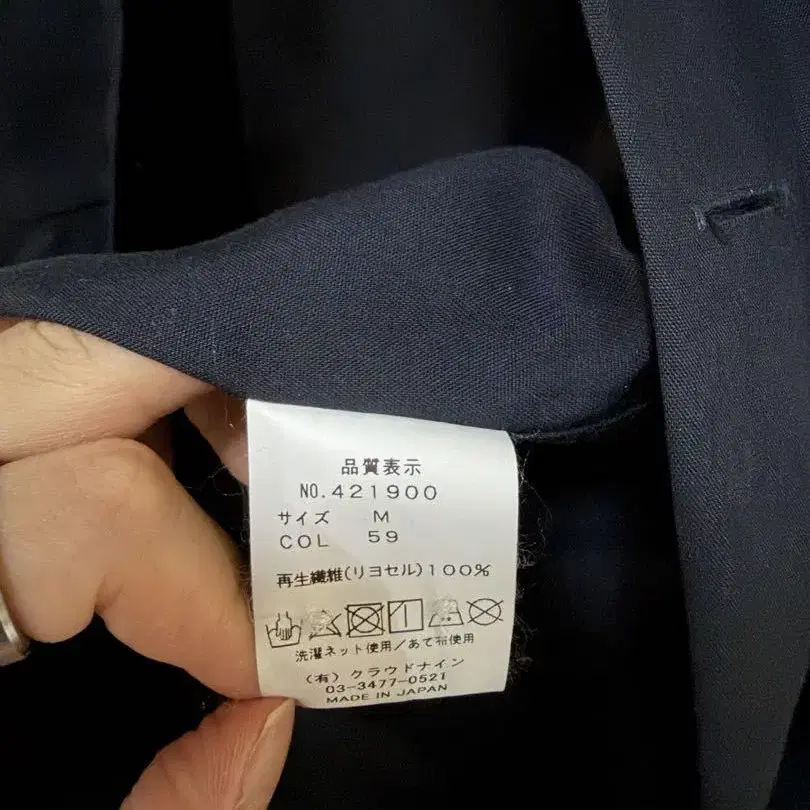 品質表示
NO.421900
サイズ M
COL 59
再生繊維(リヨセル)100%
洗濯ネット使用/あて布使用
(有)クラウドナイン
03-3477-0521
MADE IN JAPAN